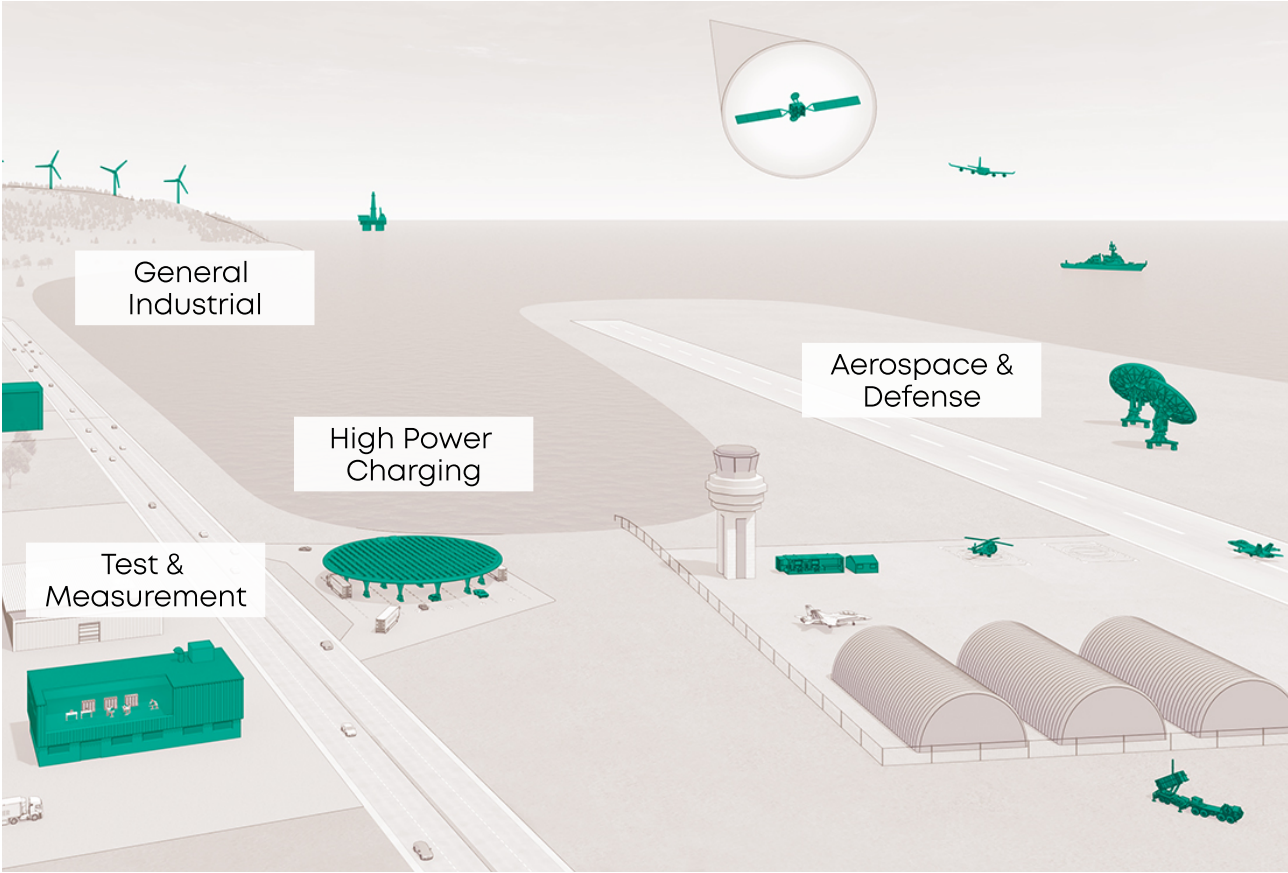 General
Industrial
Aerospace &
Defense
High Power
Charging
Test &
Measurement